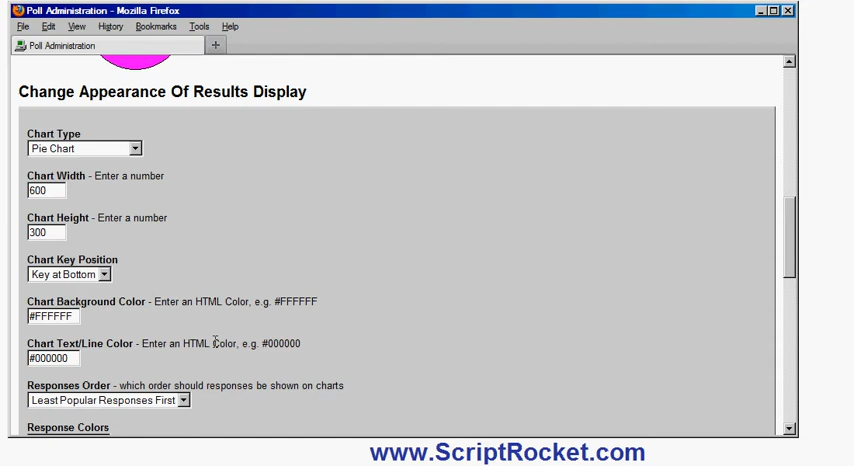 Poll Administration - Mozilla Firefox
File Edit View History Bookmarks Tools Help
Poll Administration
Change Appearance Of Results Display
Chart Type
Pie Chart
Chart Width - Enter a number
600
Chart Height - Enter a number
300
Chart Key Position
Key at Bottom
Chart Background Color - Enter an HTML Color, e.g. #FFFFFF
#FFFFFF
Chart Text/Line Color - Enter an HTML Color, e.g. #000000
#000000
Responses Order - which order should responses be shown on charts
Least Popular Responses First
Response Colors
www.ScriptRocket.com